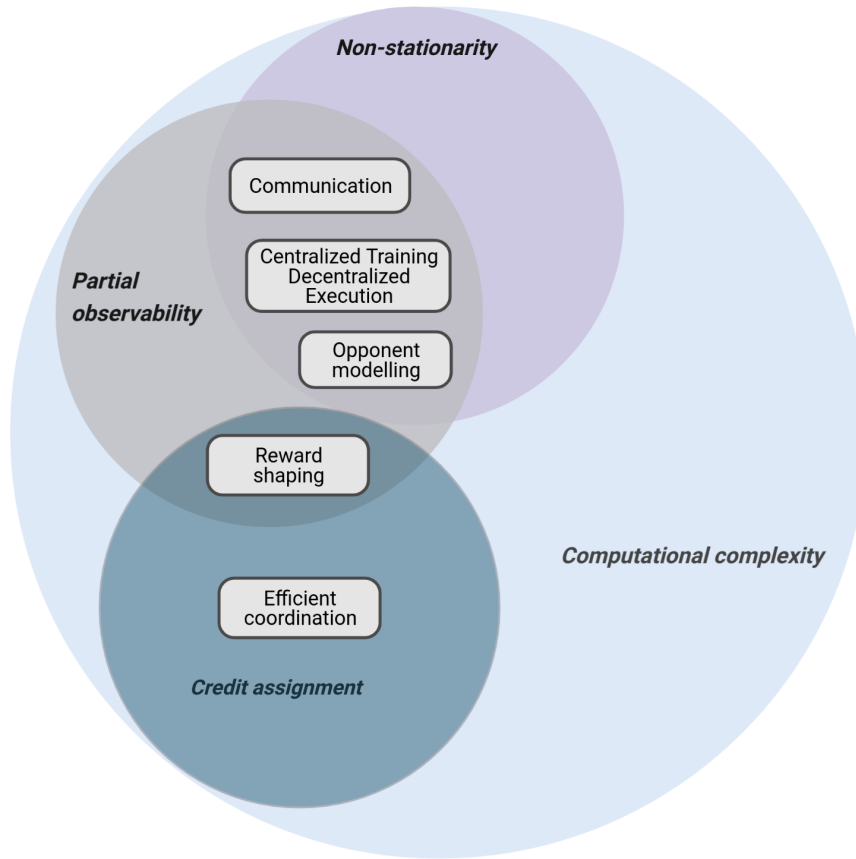 Non-stationarity
Communication
Centralized Training
Decentralized
Execution
Partial
observability
Opponent
modelling
Reward
shaping
Computational complexity
Efficient
coordination
Credit assignment